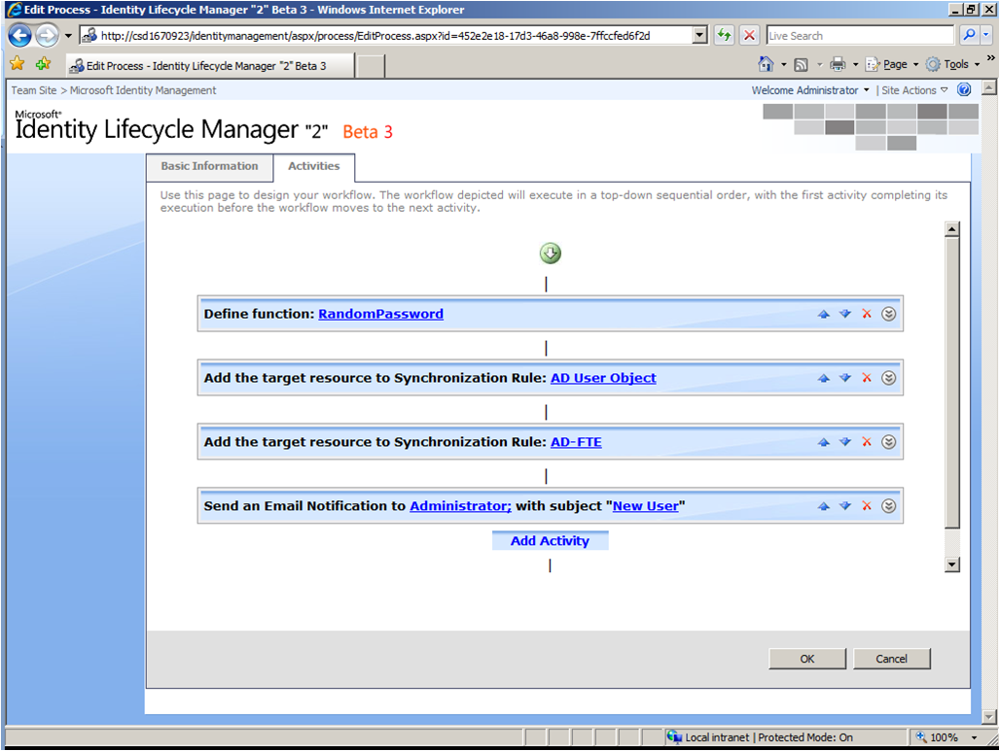 Edit Process - Identity Lifecycle Manager "2" Beta 3 - Windows Internet Explorer
http://csd1670923/identitymanagement/aspx/process/EditProcess.aspx?id=452e2e18-17d3-46a8-998e-7ffccfed6f2d
Live Search
Edit Process - Identity Lifecycle Manager "2" Beta 3
Page
Tools
Team Site > Microsoft Identity Management
Welcome Administrator
| Site Actions
Microsoft®
Identity Lifecycle Manager "2" Beta 3
Basic Information
Activities
Use this page to design your workflow. The workflow depicted will execute in a top-down sequential order, with the first activity completing its
execution before the workflow moves to the next activity.
Define function: RandomPassword
Add the target resource to Synchronization Rule: AD User Object
Add the target resource to Synchronization Rule: AD-FTE
Send an Email Notification to Administrator; with subject "New User"
Add Activity
OK
Cancel
Local intranet | Protected Mode: On
100%